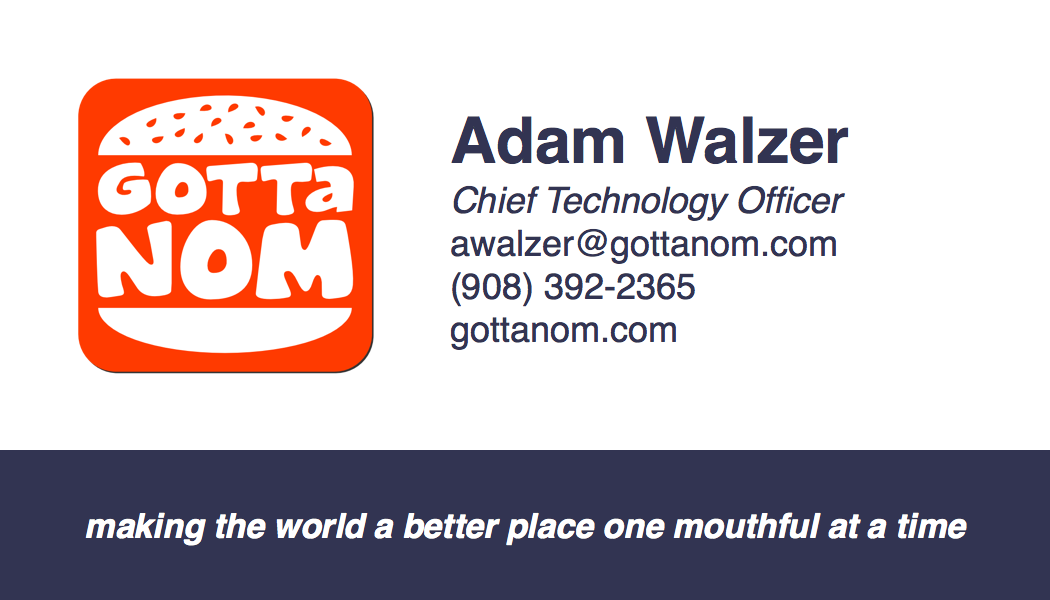 GOTTa
NOM
Adam Walzer
Chief Technology Officer
awalzer@gottanom.com
(908) 392-2365
gottanom.com
making the world a better place one mouthful at a time